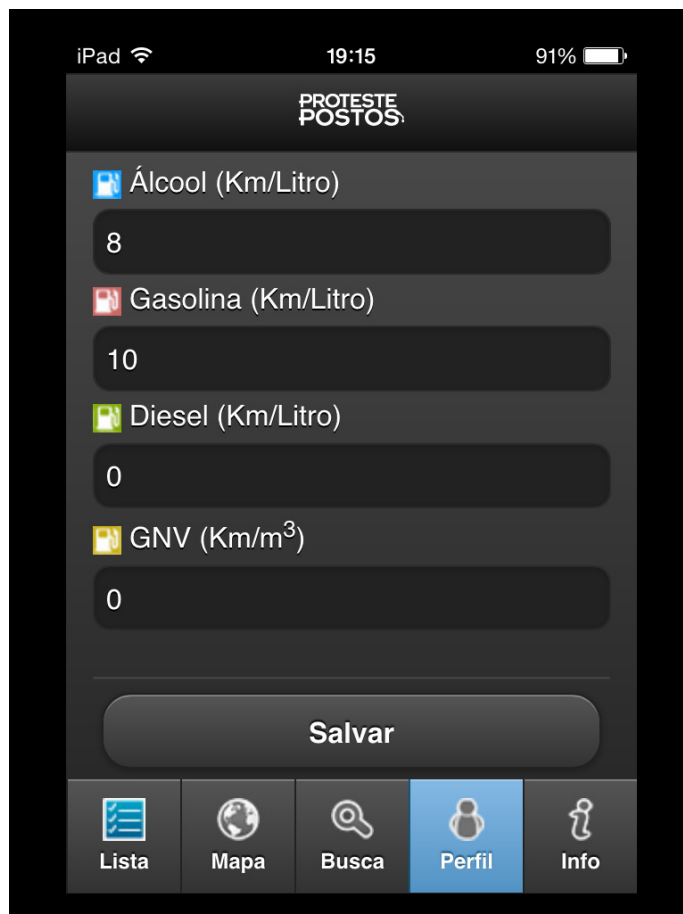 iPad 19:15 91%
PROTESTE
POSTOS
Álcool (Km/Litro)
8
Gasolina (Km/Litro)
10
Diesel (Km/Litro)
0
GNV (Km/m³)
0
Salvar
Lista Mapa Busca Perfil Info